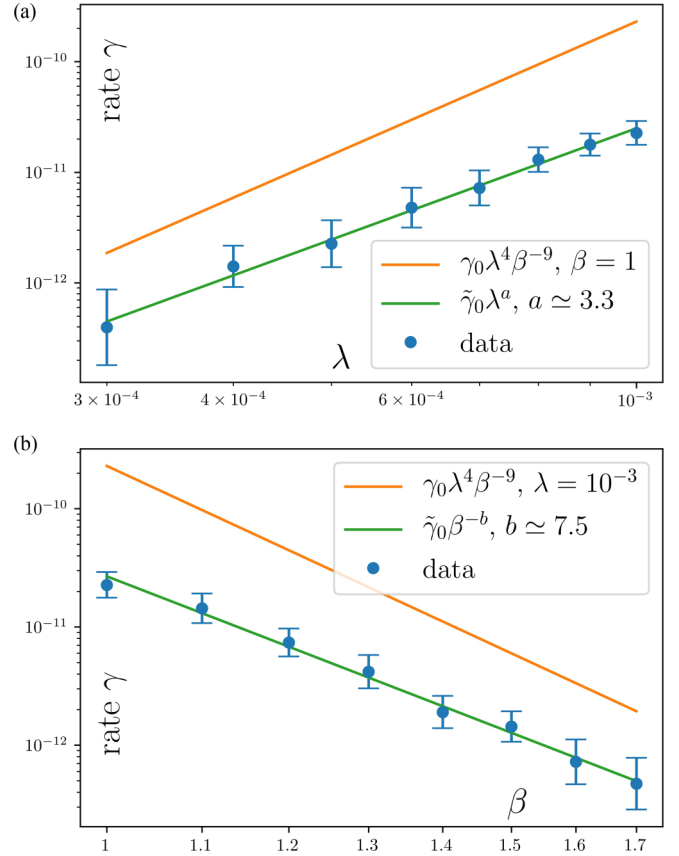 (a)
rate γ
10⁻¹⁰
10⁻¹¹
10⁻¹²
γ₀λ⁴β⁻⁹, β = 1
γ̃₀λᵃ, a ≃ 3.3
data
λ
3 × 10⁻⁴
4 × 10⁻⁴
6 × 10⁻⁴
10⁻³
(b)
rate γ
10⁻¹⁰
10⁻¹¹
10⁻¹²
γ₀λ⁴β⁻⁹, λ = 10⁻³
γ̃₀β⁻ᵇ, b ≃ 7.5
data
β
1
1.1
1.2
1.3
1.4
1.5
1.6
1.7